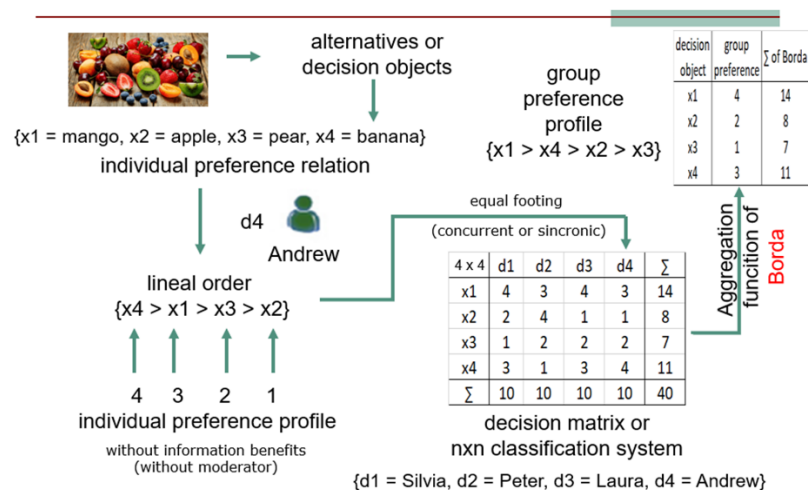 alternatives or
decision objects
{x1 = mango, x2 = apple, x3 = pear, x4 = banana}
individual preference relation
d4
Andrew
lineal order
{x4 > x1 > x3 > x2}
4 3 2 1
individual preference profile
without information benefits
(without moderator)
group
preference
profile
{x1 > x4 > x2 > x3}
decision object group preference ∑ of Borda
x1 4 14
x2 2 8
x3 1 7
x4 3 11
equal footing
(concurrent or sincronic)
Aggregation
funcition of
Borda
4 x 4 d1 d2 d3 d4 ∑
x1 4 3 4 3 14
x2 2 4 1 1 8
x3 1 2 2 2 7
x4 3 1 3 4 11
∑ 10 10 10 10 40
decision matrix or
nxn classification system
{d1 = Silvia, d2 = Peter, d3 = Laura, d4 = Andrew}